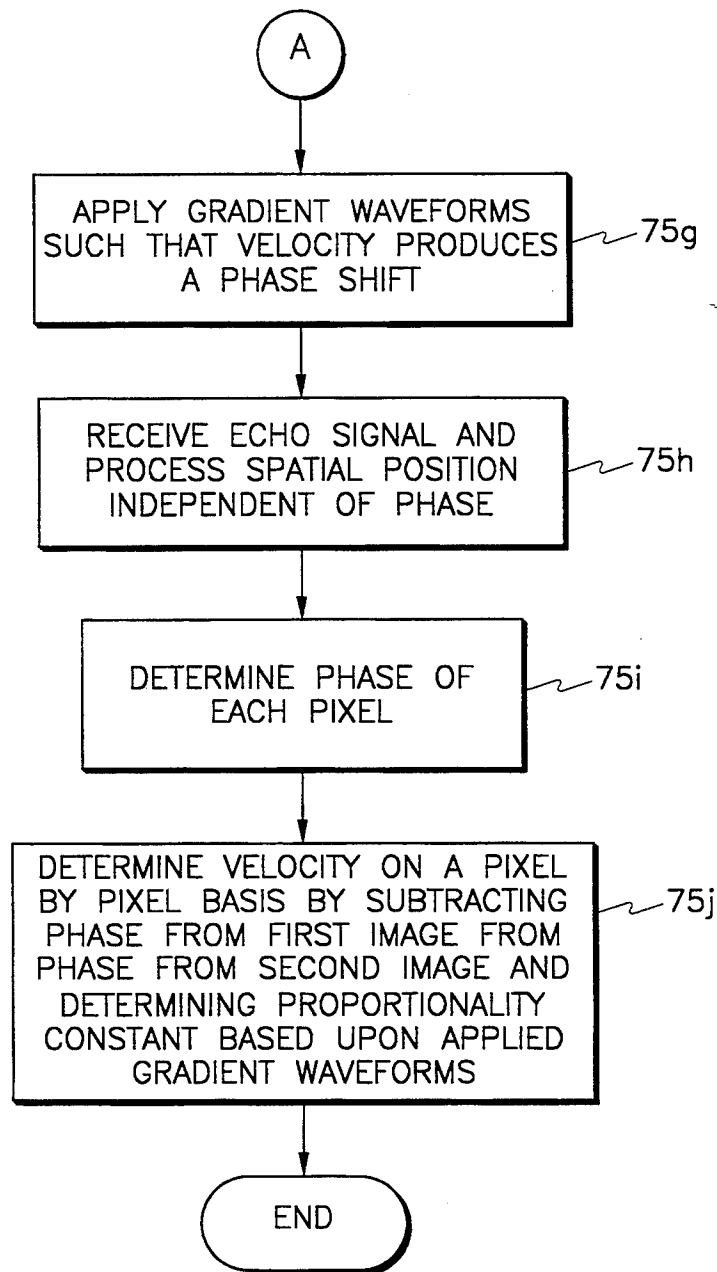 A
APPLY GRADIENT WAVEFORMS
SUCH THAT VELOCITY PRODUCES
A PHASE SHIFT
75g
RECEIVE ECHO SIGNAL AND
PROCESS SPATIAL POSITION
INDEPENDENT OF PHASE
75h
DETERMINE PHASE OF
EACH PIXEL
75i
DETERMINE VELOCITY ON A PIXEL
BY PIXEL BASIS BY SUBTRACTING
PHASE FROM FIRST IMAGE FROM
PHASE FROM SECOND IMAGE AND
DETERMINING PROPORTIONALITY
CONSTANT BASED UPON APPLIED
GRADIENT WAVEFORMS
75j
END